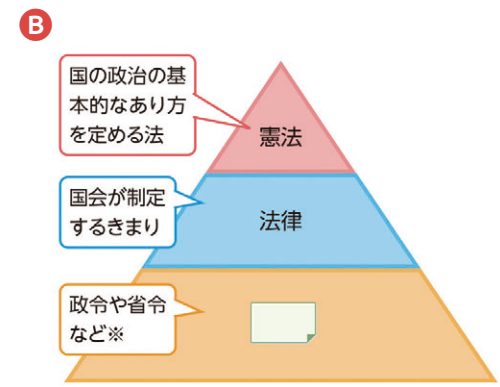 B
国の政治の基
本的なあり方
を定める法
憲法
国会が制定
するきまり
法律
政令や省令
など※